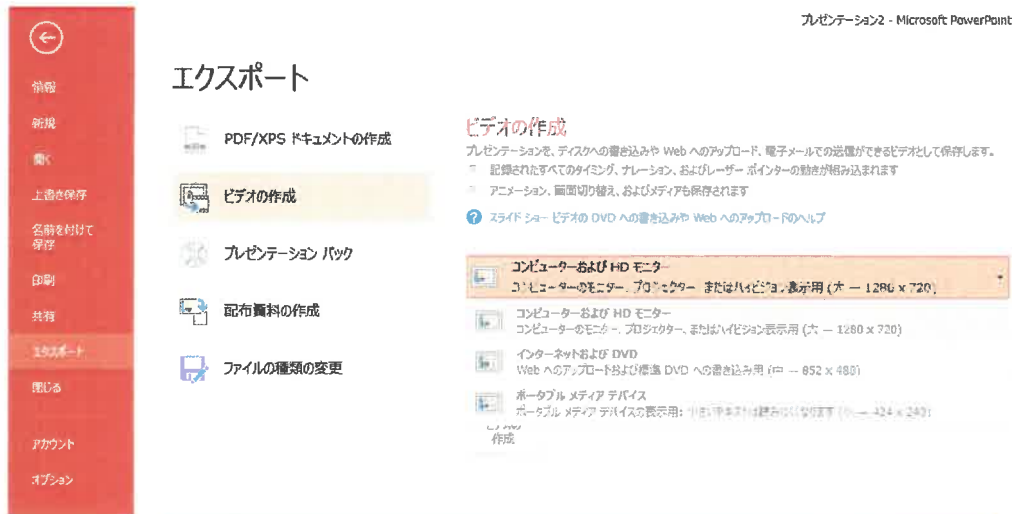 プレゼンテーション2 - Microsoft PowerPoint
情報
新規
開く
上書き保存
名前を付けて
保存
印刷
共有
エクスポート
閉じる
アカウント
オプション
エクスポート
PDF/XPS ドキュメントの作成
ビデオの作成
プレゼンテーション パック
配布資料の作成
ファイルの種類の変更
ビデオの作成
プレゼンテーションを、ディスクへの書き込みや Web へのアップロード、電子メールでの送信ができるビデオとして保存します。
記録されたすべてのタイミング、ナレーション、およびレーザー ポインターの動きが組み込まれます
アニメーション、画面切り替え、およびメディアも保存されます
スライド ショー ビデオの DVD への書き込みや Web へのアップロードのヘルプ
コンピューターおよび HD モニター
コンピューターのモニター、プロジェクター、またはハイビジョン表示用 (大 — 1280 x 720)
コンピューターおよび HD モニター
コンピューターのモニター、プロジェクター、またはハイビジョン表示用 (大 — 1280 x 720)
インターネットおよび DVD
Web へのアップロードおよび標準 DVD への書き込み用 (中 — 852 x 480)
ポータブル メディア デバイス
ポータブル メディア デバイスの表示用: (小 — 424 x 240)
ビデオの
作成